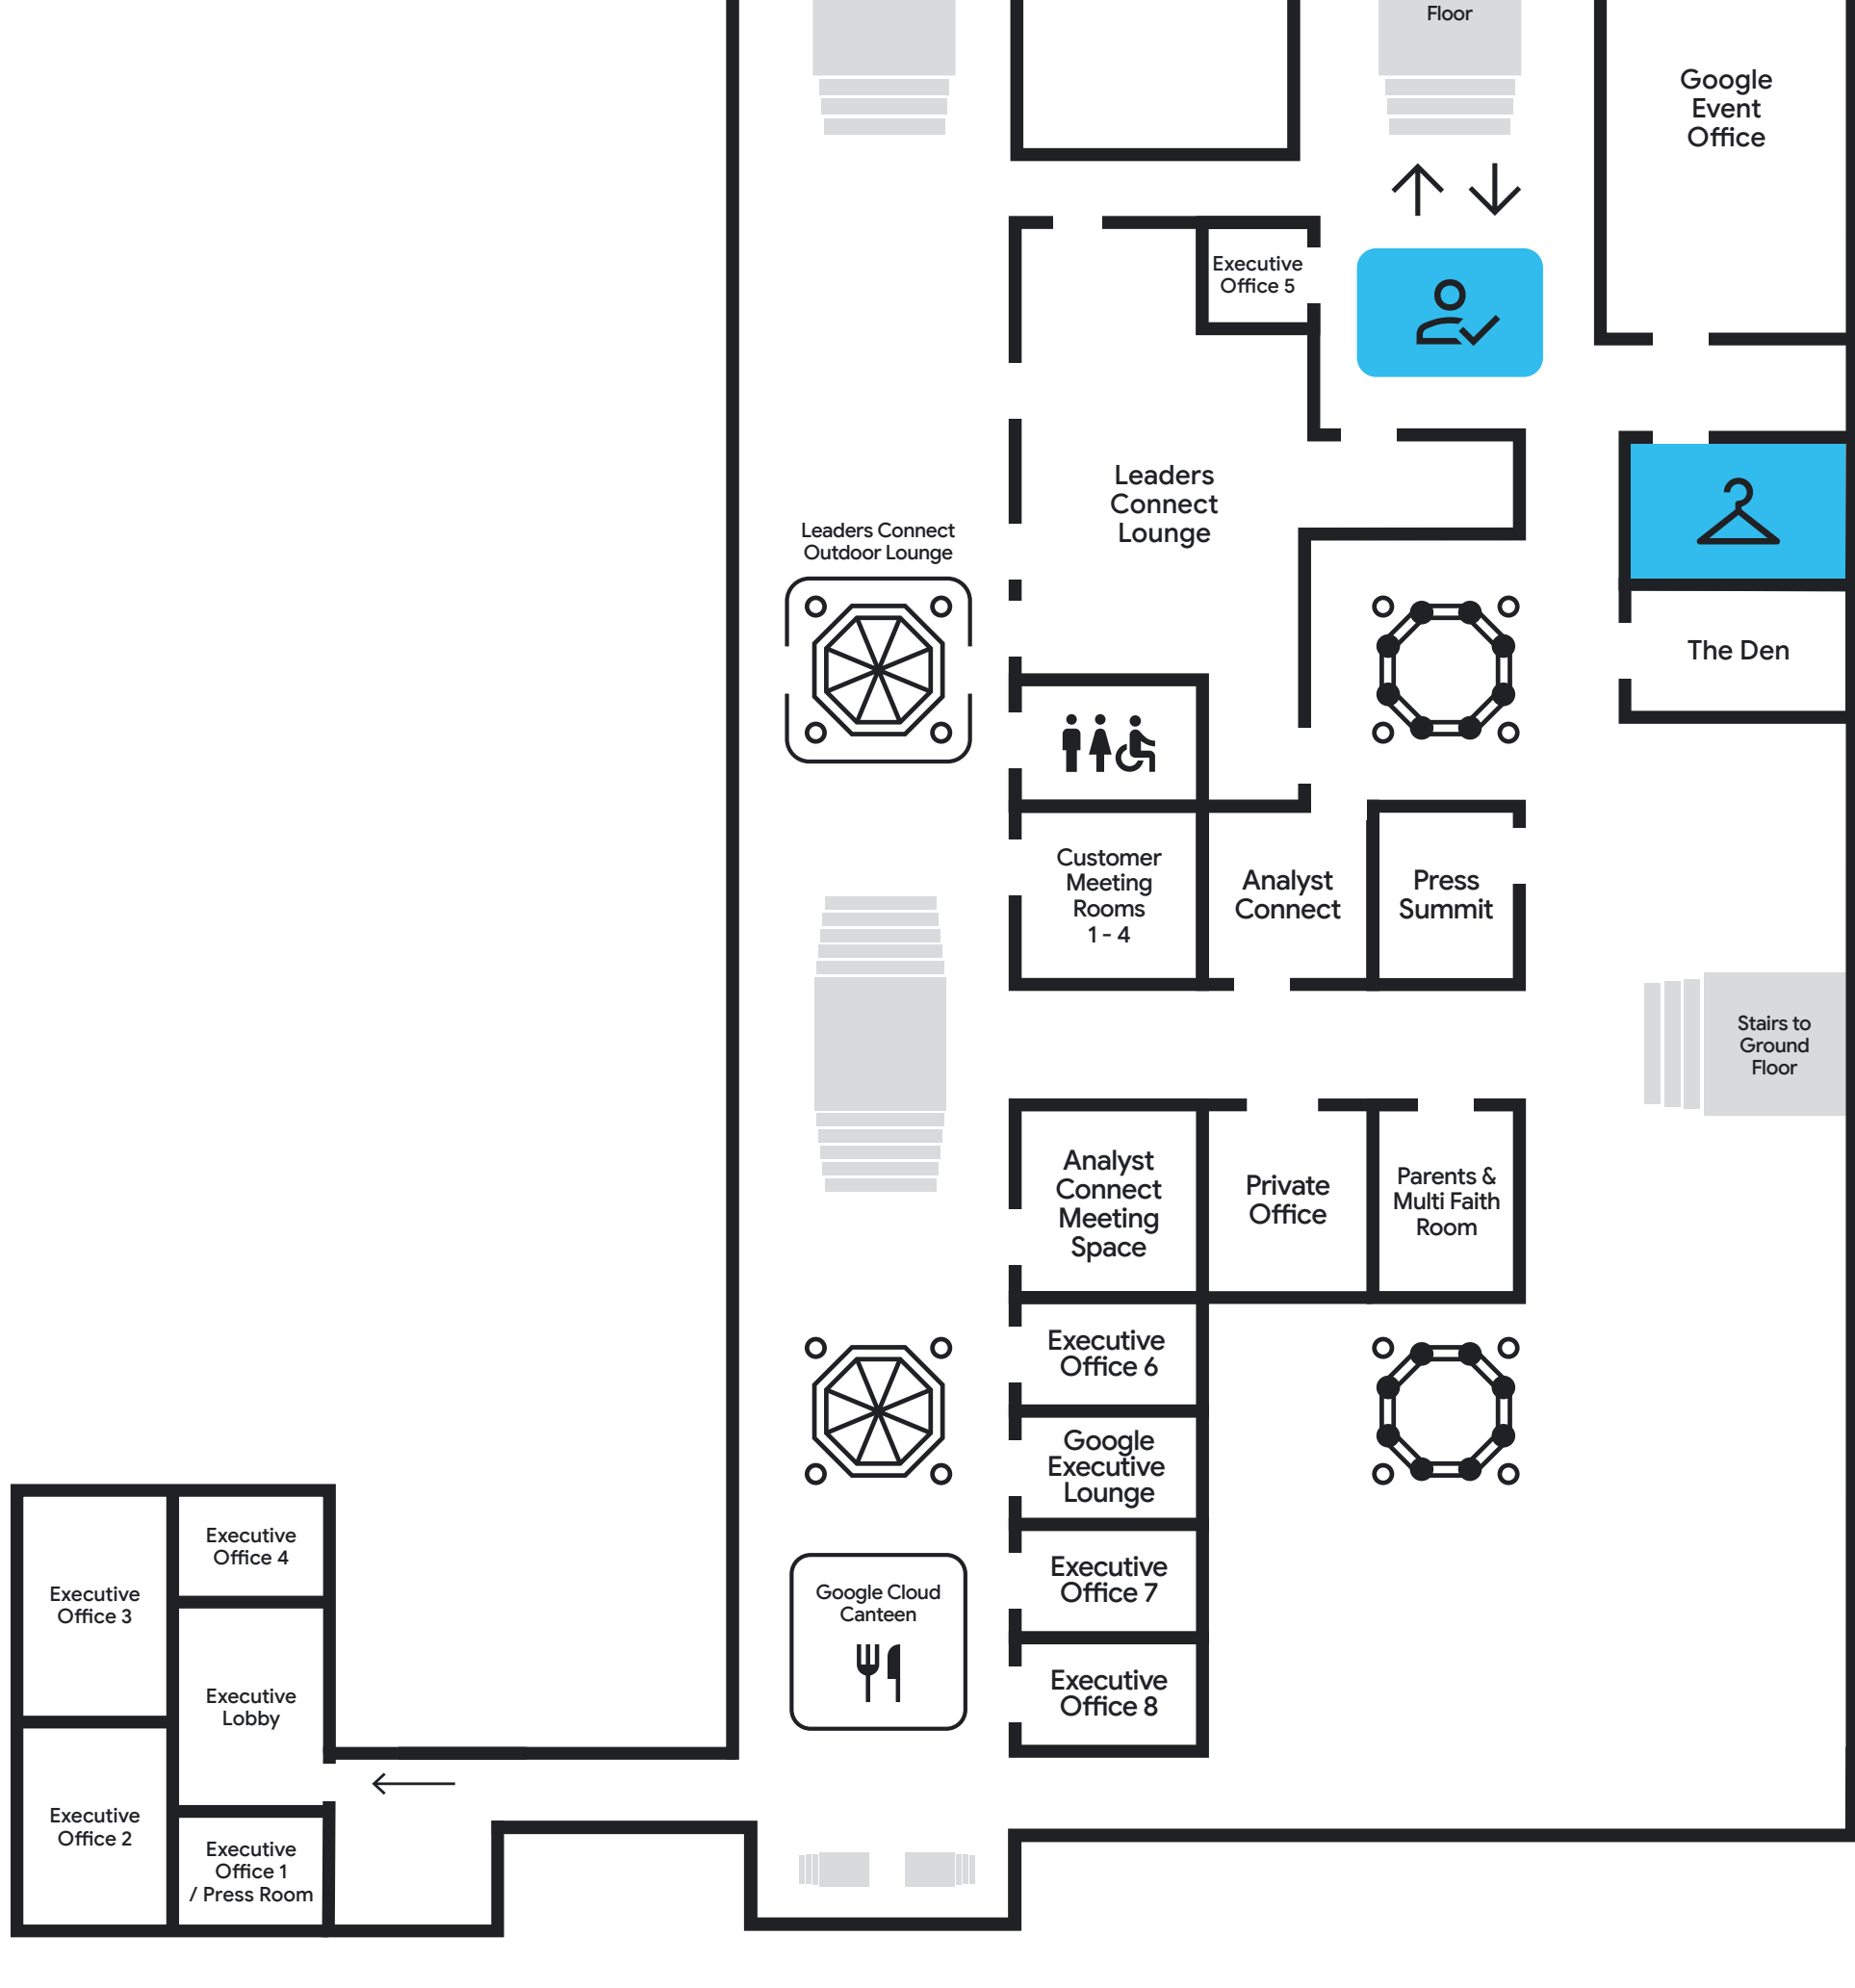 Floor
Google
Event
Office
Executive
Office 5
Leaders
Connect
Lounge
Leaders Connect
Outdoor Lounge
The Den
Customer
Meeting
Rooms
1 - 4
Analyst
Connect
Press
Summit
Stairs to
Ground
Floor
Analyst
Connect
Meeting
Space
Private
Office
Parents &
Multi Faith
Room
Executive
Office 6
Google
Executive
Lounge
Executive
Office 7
Executive
Office 8
Google Cloud
Canteen
Executive
Office 4
Executive
Office 3
Executive
Lobby
Executive
Office 2
Executive
Office 1
/ Press Room